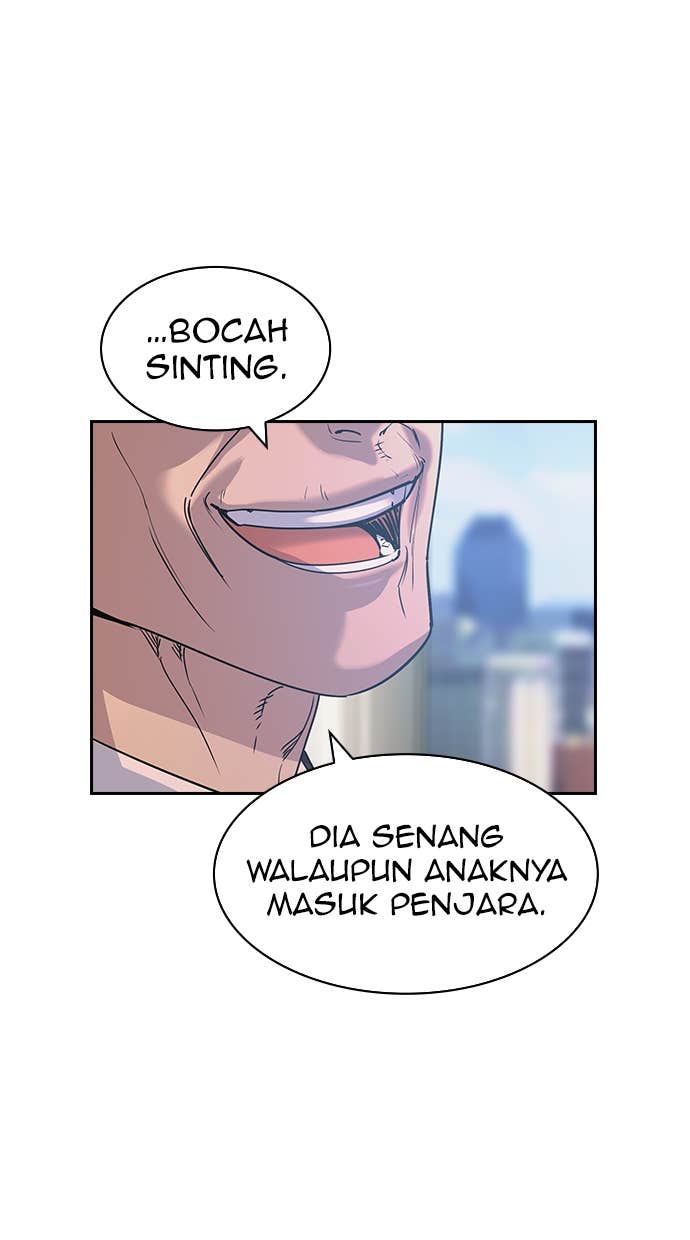 ...BOCAH
SINTING.
DIA SENANG
WALAUPUN ANAKNYA
MASUK PENJARA.